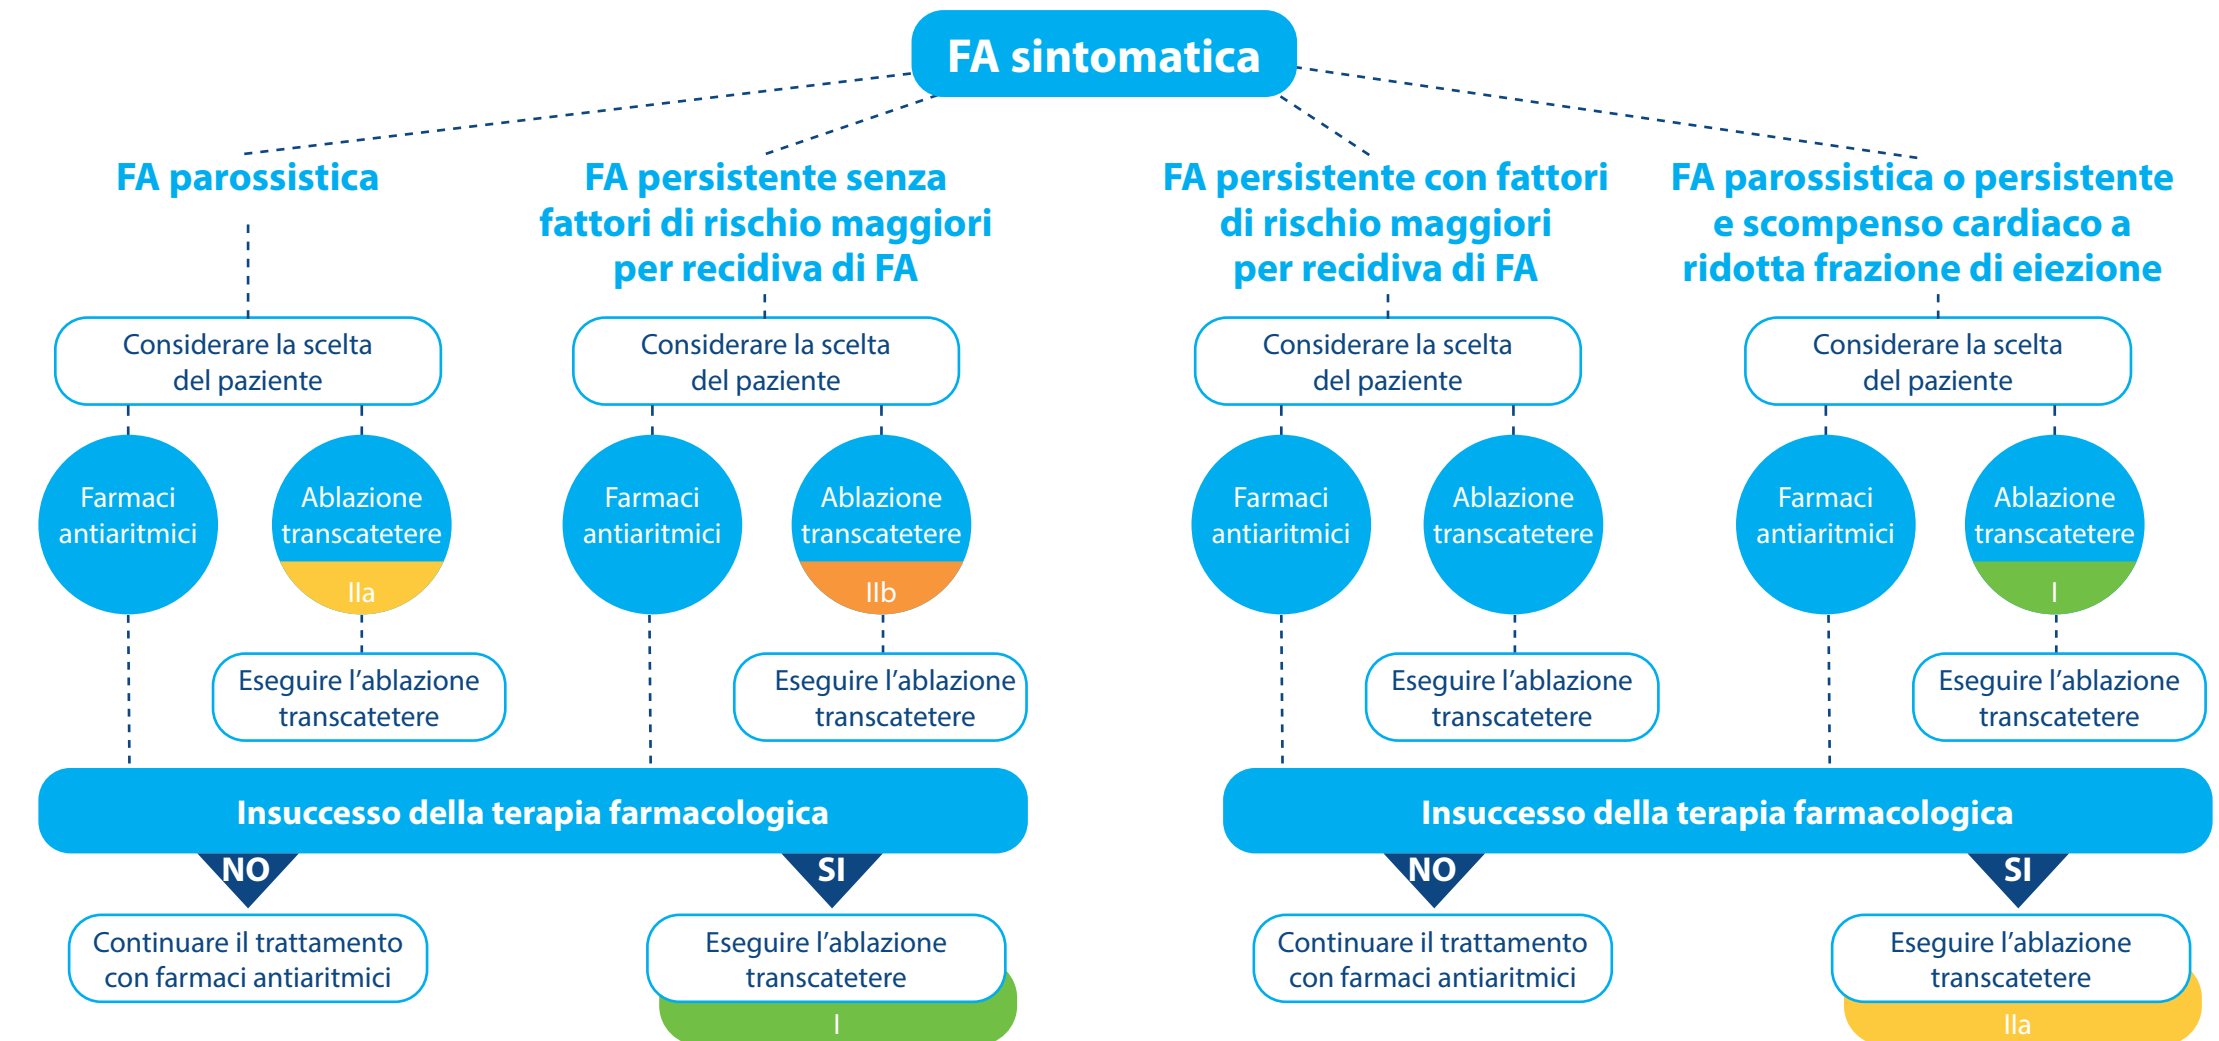 FA sintomatica
FA parossistica
FA persistente senza
fattori di rischio maggiori
per recidiva di FA
FA persistente con fattori
di rischio maggiori
per recidiva di FA
FA parossistica o persistente
e scompenso cardiaco a
ridotta frazione di eiezione
Considerare la scelta
del paziente
Considerare la scelta
del paziente
Considerare la scelta
del paziente
Considerare la scelta
del paziente
Farmaci
antiaritmici
Ablazione
transcatetere
IIa
Farmaci
antiaritmici
Ablazione
transcatetere
IIb
Farmaci
antiaritmici
Ablazione
transcatetere
Farmaci
antiaritmici
Ablazione
transcatetere
I
Eseguire l'ablazione
transcatetere
Eseguire l'ablazione
transcatetere
Eseguire l'ablazione
transcatetere
Eseguire l'ablazione
transcatetere
Insuccesso della terapia farmacologica
Insuccesso della terapia farmacologica
NO
SI
NO
SI
Continuare il trattamento
con farmaci antiaritmici
Eseguire l'ablazione
transcatetere
I
Continuare il trattamento
con farmaci antiaritmici
Eseguire l'ablazione
transcatetere
IIa